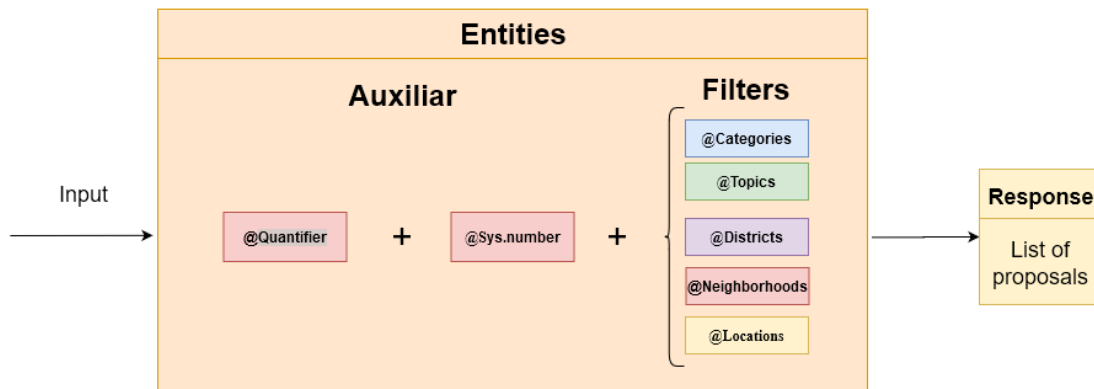 Entities
Auxiliar
Filters
@Categories
@Topics
Input
@Quantifier
+
@Sys.number
+
@Districts
@Neighborhoods
@Locations
Response
List of
proposals